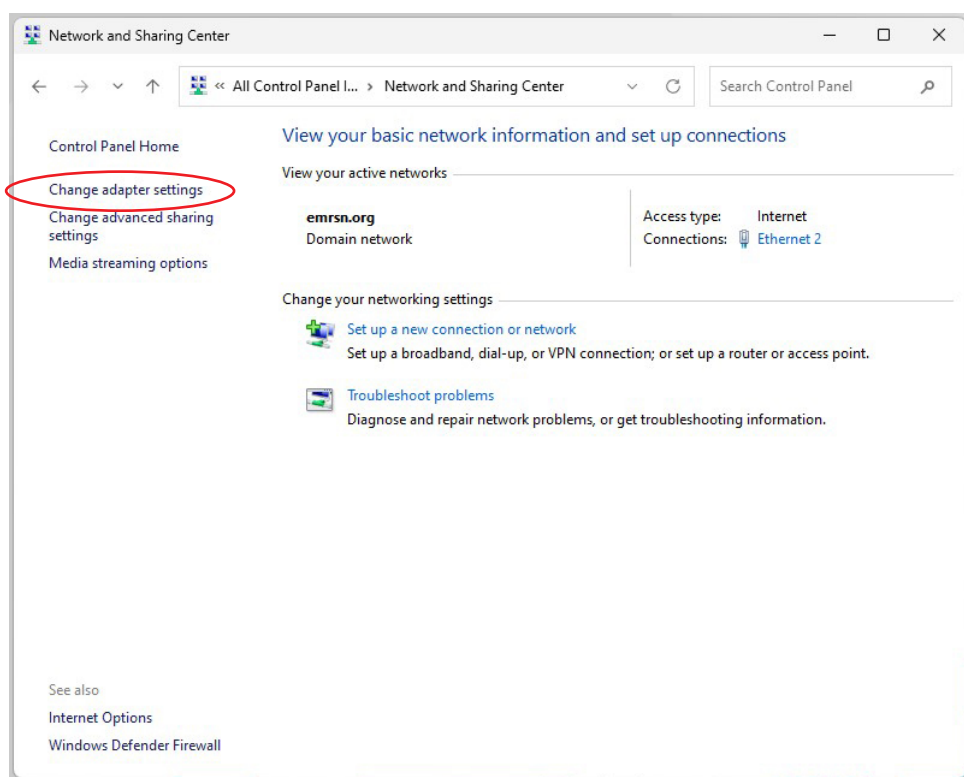 Network and Sharing Center
« All Control Panel I... › Network and Sharing Center
Search Control Panel
Control Panel Home
Change adapter settings
Change advanced sharing
settings
Media streaming options
View your basic network information and set up connections
View your active networks
emrsn.org
Domain network
Access type: Internet
Connections: Ethernet 2
Change your networking settings
Set up a new connection or network
Set up a broadband, dial-up, or VPN connection; or set up a router or access point.
Troubleshoot problems
Diagnose and repair network problems, or get troubleshooting information.
See also
Internet Options
Windows Defender Firewall